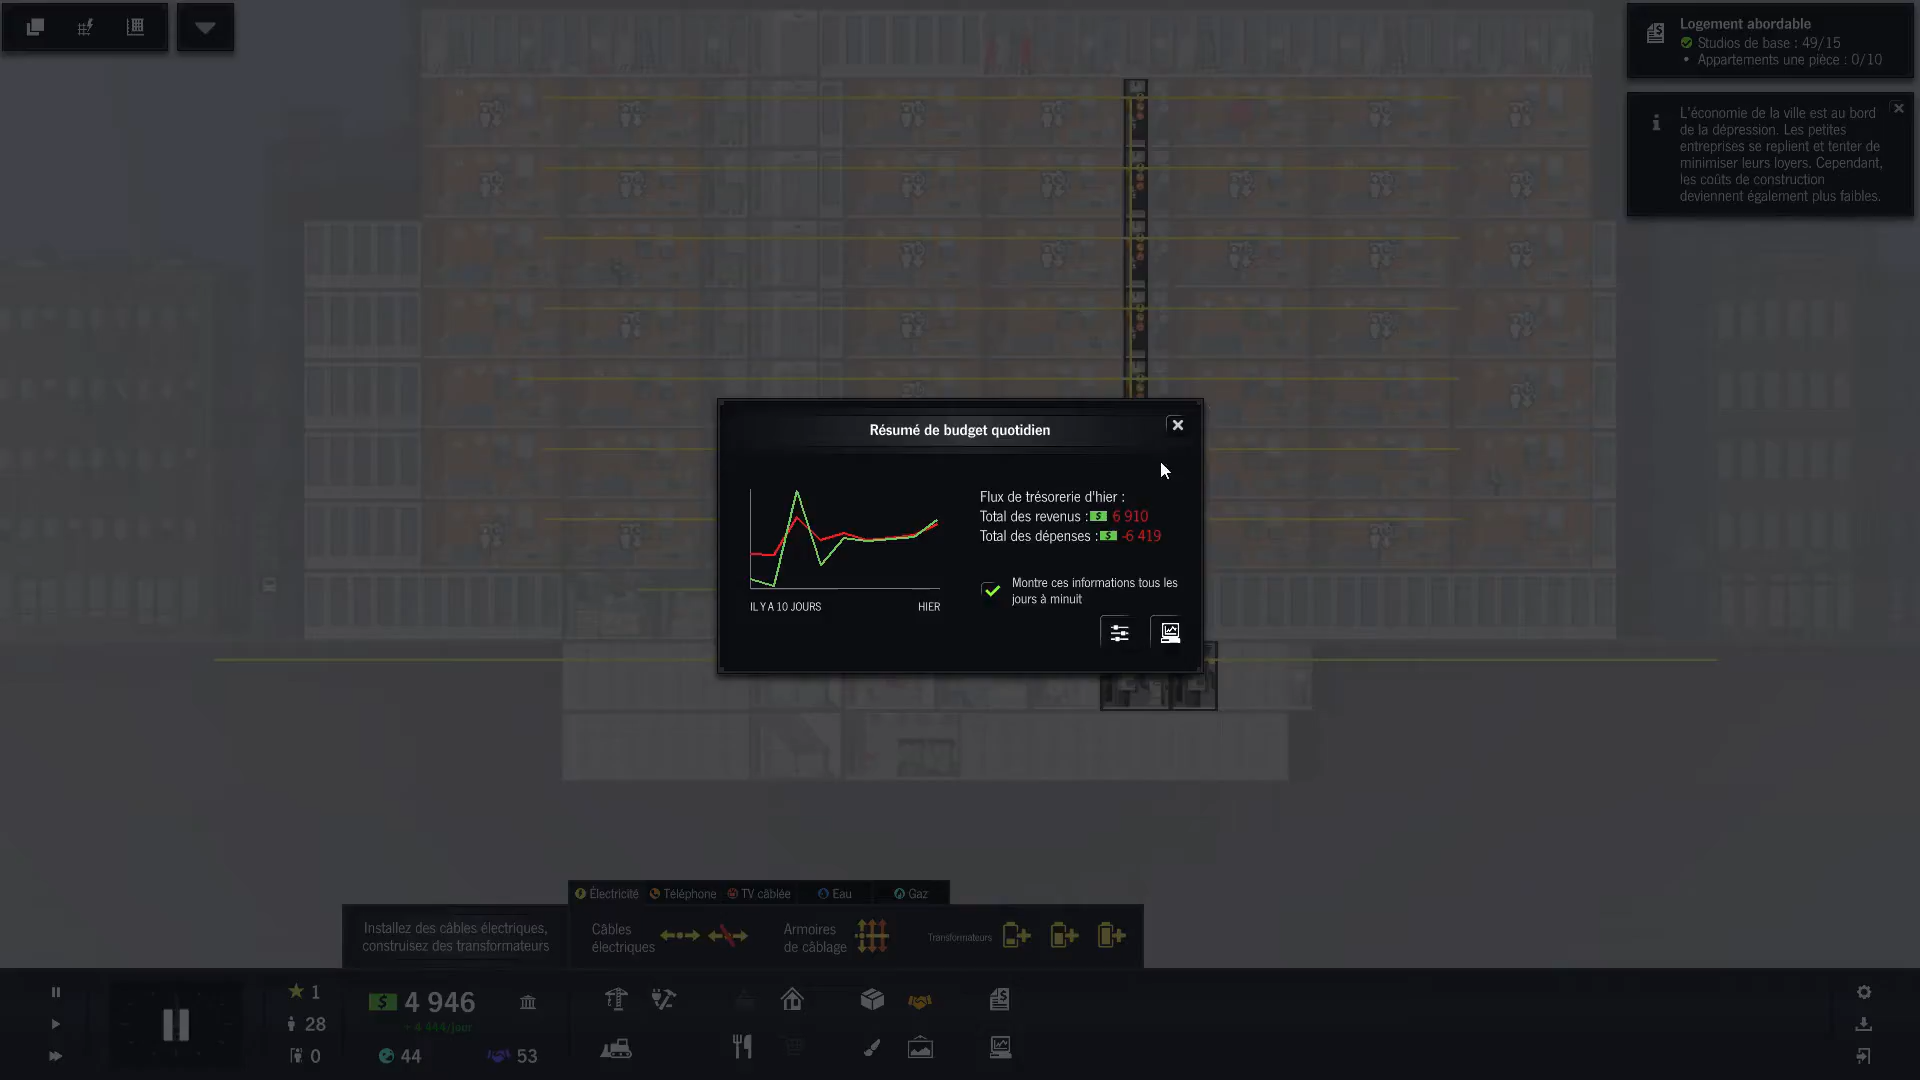 Logement abordable
Studios de base : 49/15
• Appartements une pièce : 0/10
L'économie de la ville est au bord
de la dépression. Les petites
entreprises se replient et tenter de
minimiser leurs loyers. Cependant,
les coûts de construction
deviennent également plus faibles.
Résumé de budget quotidien
Flux de trésorerie d'hier :
Total des revenus : 6 910
Total des dépenses : -6 419
Montre ces informations tous les
jours à minuit
IL Y A 10 JOURS
HIER
Électricité
Téléphone
TV câblée
Eau
Gaz
Installez des câbles électriques,
construisez des transformateurs
Câbles
électriques
Armoires
de câblage
Transformateurs
1
28
0
4 946
+ 4 444/jour
44
53